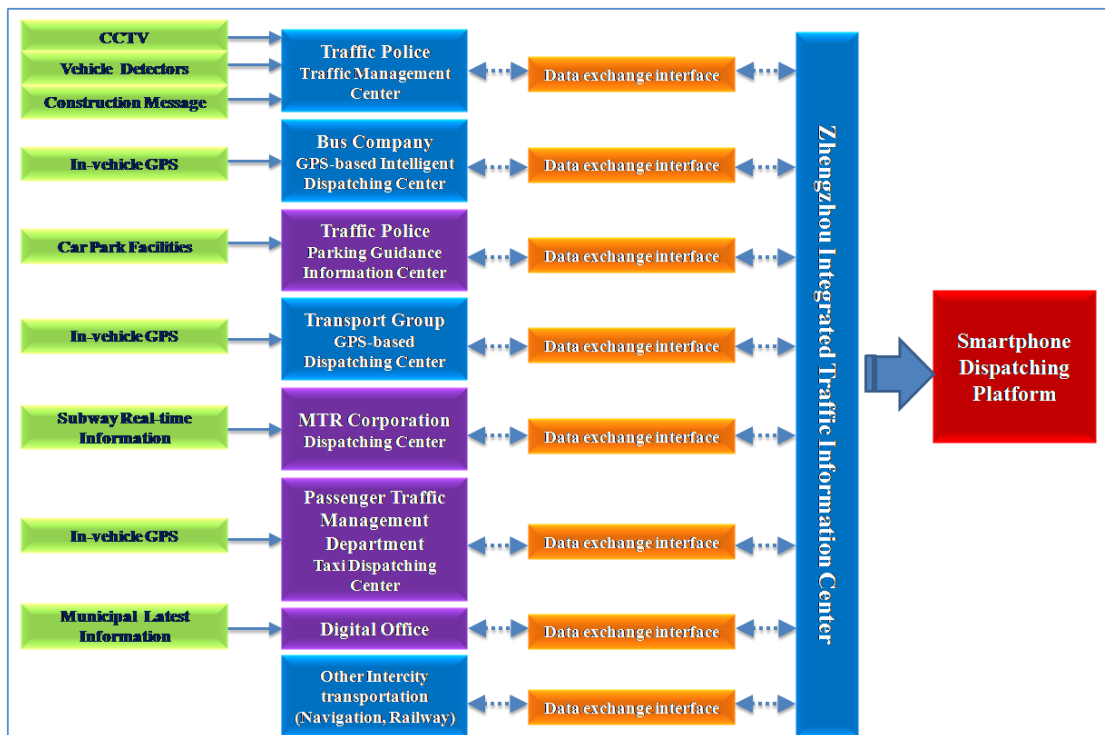 CCTV
Vehicle Detectors
Construction Message
Traffic Police
Traffic Management
Center
Data exchange interface
In-vehicle GPS
Bus Company
GPS-based Intelligent
Dispatching Center
Data exchange interface
Car Park Facilities
Traffic Police
Parking Guidance
Information Center
Data exchange interface
In-vehicle GPS
Transport Group
GPS-based
Dispatching Center
Data exchange interface
Subway Real-time
Information
MTR Corporation
Dispatching Center
Data exchange interface
In-vehicle GPS
Passenger Traffic
Management
Department
Taxi Dispatching
Center
Data exchange interface
Municipal Latest
Information
Digital Office
Data exchange interface
Other Intercity
transportation
(Navigation, Railway)
Data exchange interface
Zhengzhou Integrated Traffic Information Center
Smartphone
Dispatching
Platform